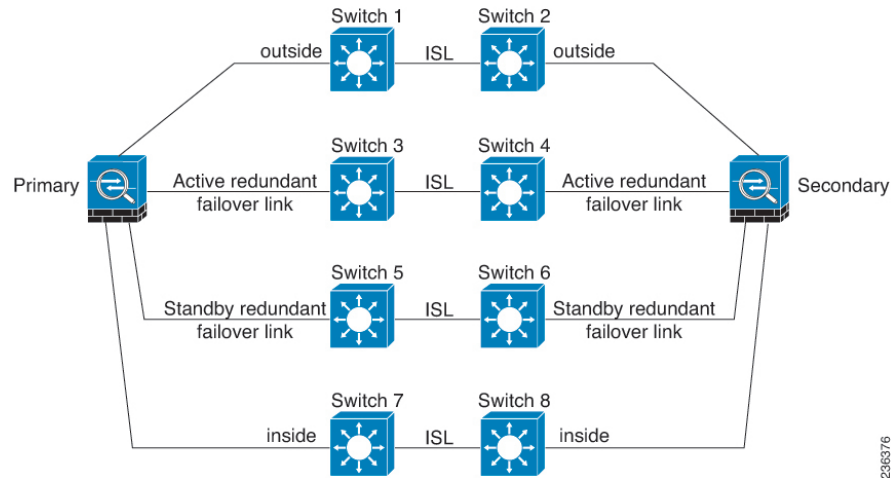 Switch 1
Switch 2
outside
ISL
outside
Switch 3
Switch 4
Primary
Active redundant
failover link
ISL
Active redundant
failover link
Secondary
Switch 5
Switch 6
Standby redundant
failover link
ISL
Standby redundant
failover link
Switch 7
Switch 8
inside
ISL
inside
236376